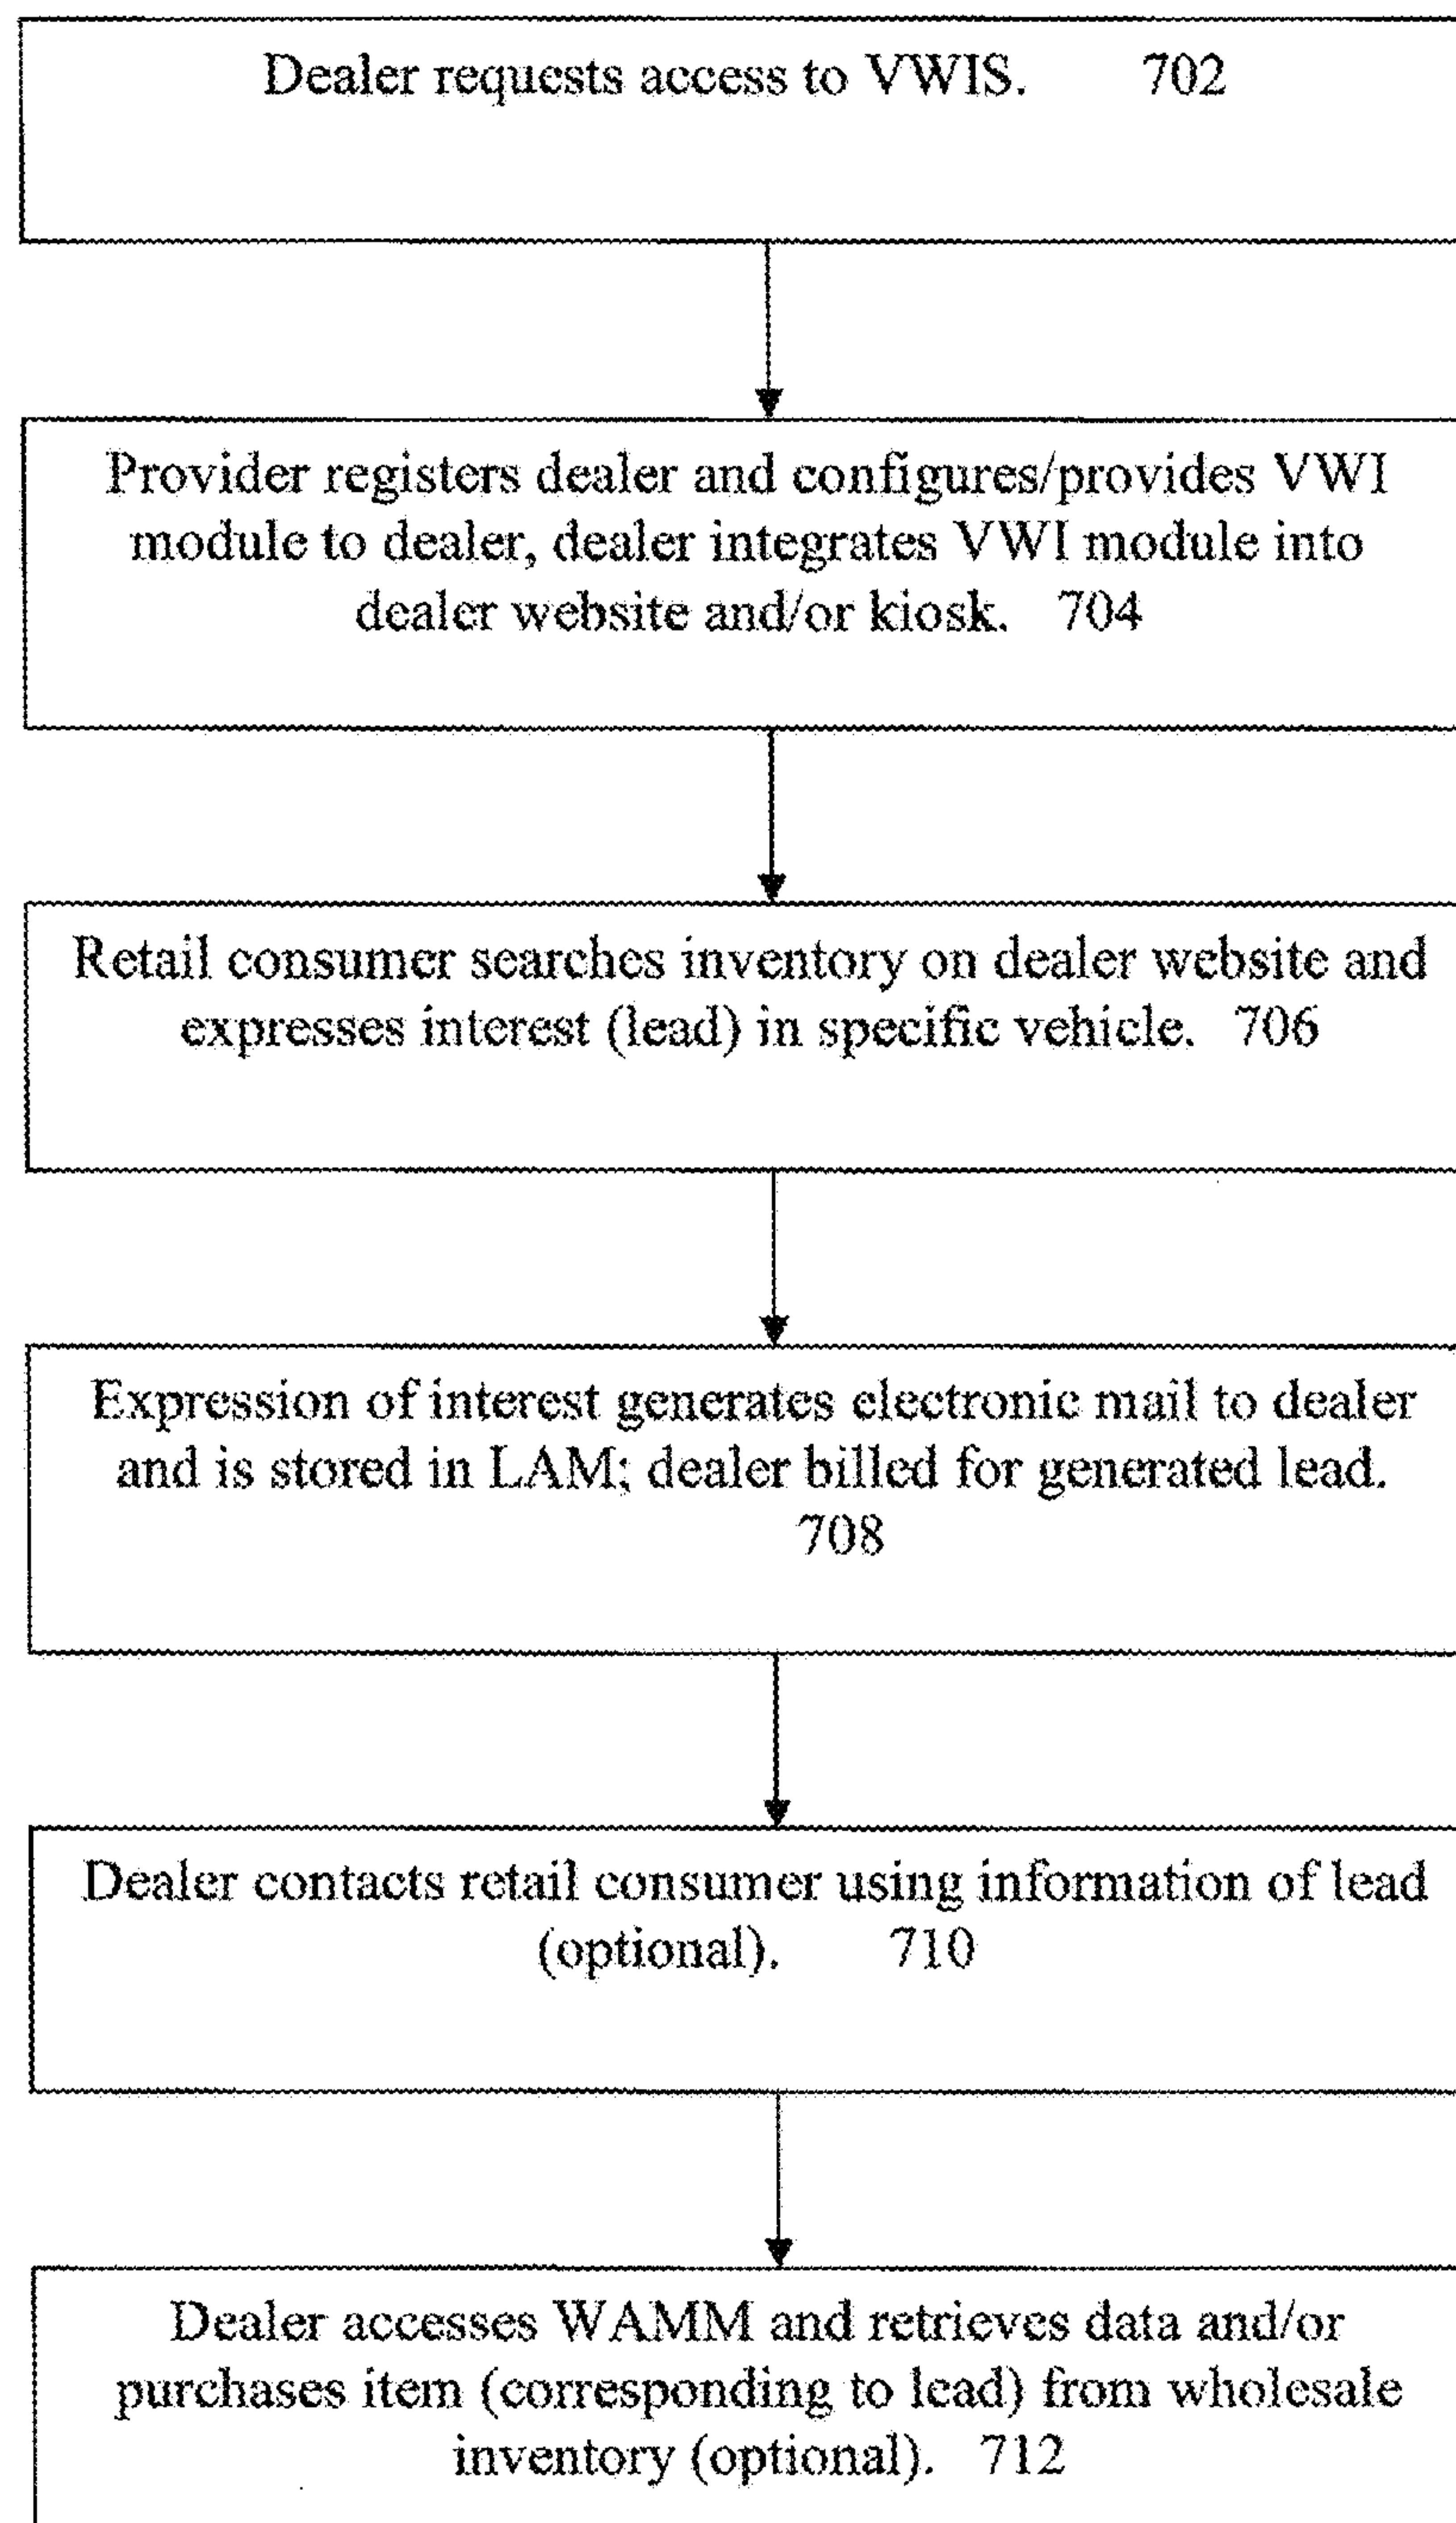 Dealer requests access to VWIS. 702
Provider registers dealer and configures/provides VWI
module to dealer, dealer integrates VWI module into
dealer website and/or kiosk. 704
Retail consumer searches inventory on dealer website and
expresses interest (lead) in specific vehicle. 706
Expression of interest generates electronic mail to dealer
and is stored in LAM; dealer billed for generated lead.
708
Dealer contacts retail consumer using information of lead
(optional). 710
Dealer accesses WAMM and retrieves data and/or
purchases item (corresponding to lead) from wholesale
inventory (optional). 712